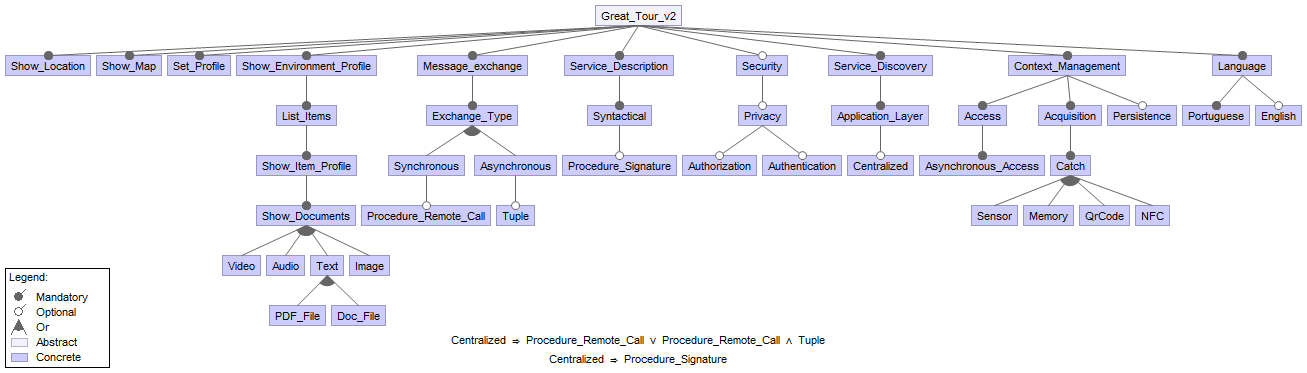 Great_Tour_v2
Show_Location Show_Map Set_Profile Show_Environment_Profile Message_exchange Service_Description Security Service_Discovery Context_Management Language
List_Items Exchange_Type Syntactical Privacy Application_Layer Access Acquisition Persistence Portuguese English
Show_Item_Profile Synchronous Asynchronous Procedure_Signature Authorization Authentication Centralized Asynchronous_Access Catch
Show_Documents Procedure_Remote_Call Tuple Sensor Memory QrCode NFC
Video Audio Text Image
PDF_File Doc_File
Legend:
Mandatory
Optional
Or
Abstract
Concrete
Centralized ⇒ Procedure_Remote_Call ∨ Procedure_Remote_Call ∧ Tuple
Centralized ⇒ Procedure_Signature